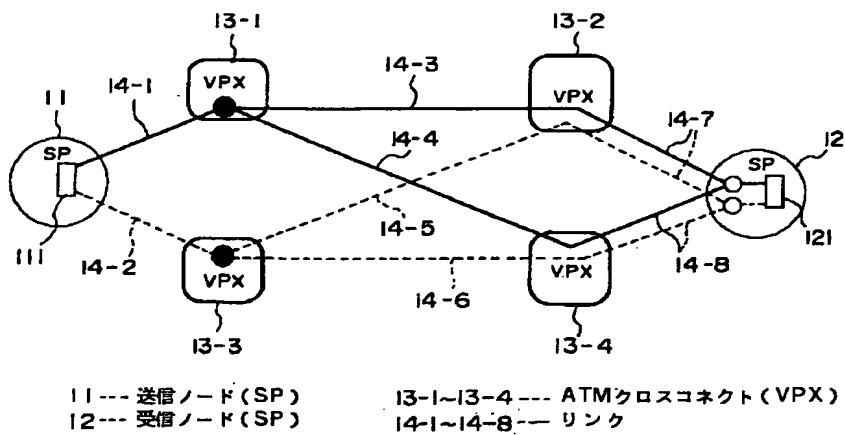 13-1
13-2
VPX
14-3
VPX
14-1
14-7
11
14-4
12
SP
SP
14-5
111
121
14-2
14-8
VPX
14-6
VPX
13-3
13-4
11--- 送信ノード(SP)
13-1~13-4--- ATMクロスコネクト(VPX)
12--- 受信ノード(SP)
14-1~14-8--- リンク